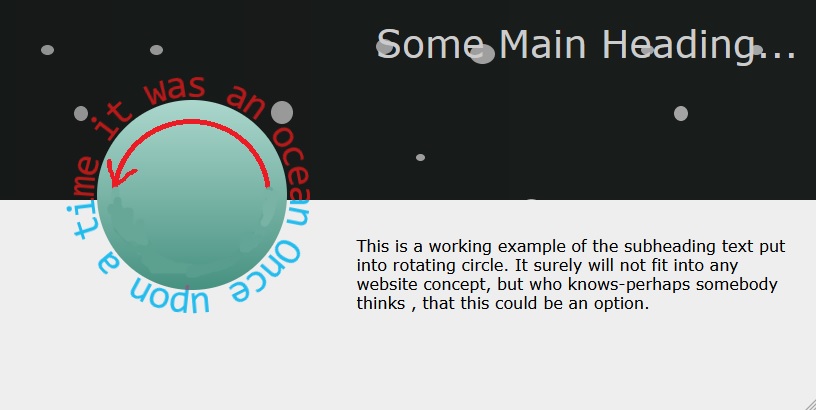 Some Main Heading...
Once upon a time it was an ocean
This is a working example of the subheading text put
into rotating circle. It surely will not fit into any
website concept, but who knows-perhaps somebody
thinks , that this could be an option.